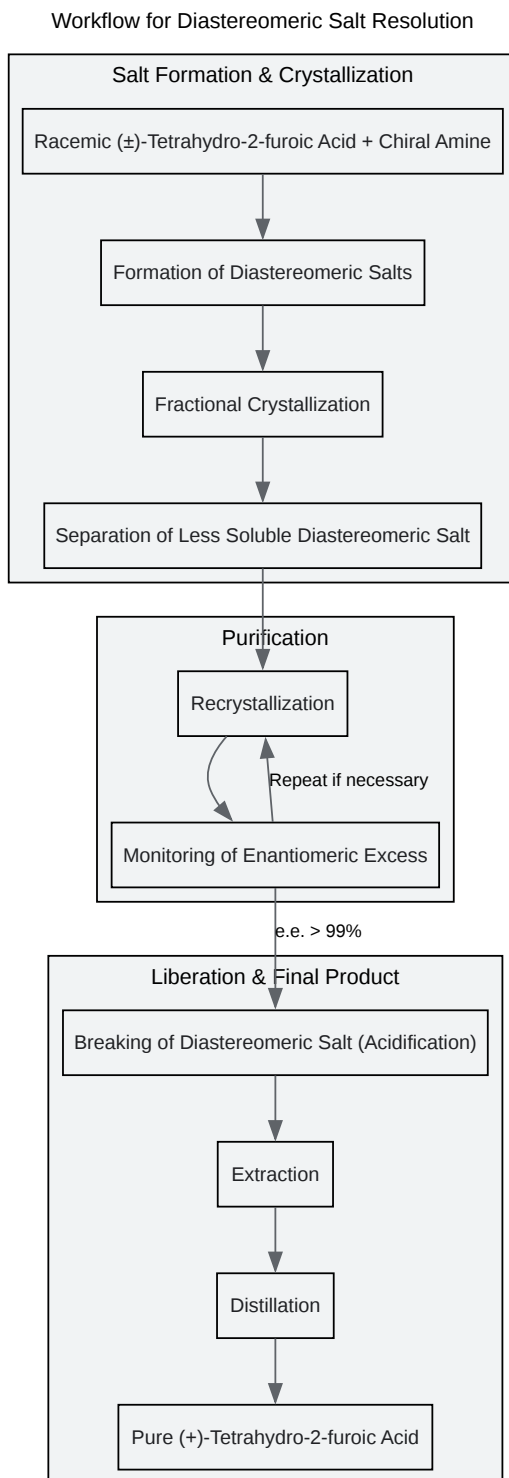 Workflow for Diastereomeric Salt Resolution
Salt Formation & Crystallization
Racemic (±)-Tetrahydro-2-furoic Acid + Chiral Amine
Formation of Diastereomeric Salts
Fractional Crystallization
Separation of Less Soluble Diastereomeric Salt
Purification
Recrystallization
Repeat if necessary
Monitoring of Enantiomeric Excess
e.e. > 99%
Liberation & Final Product
Breaking of Diastereomeric Salt (Acidification)
Extraction
Distillation
Pure (+)-Tetrahydro-2-furoic Acid